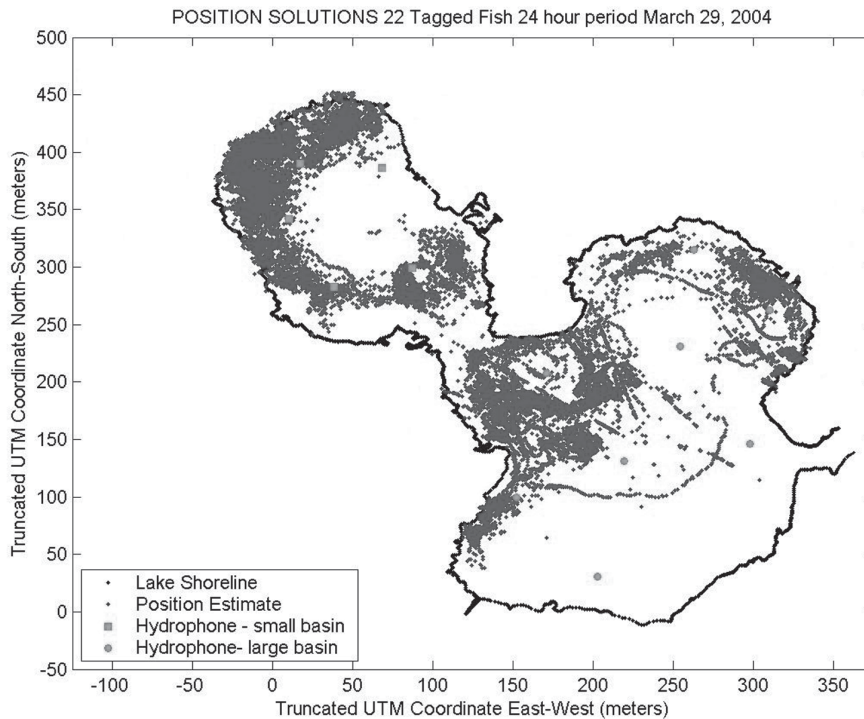 POSITION SOLUTIONS 22 Tagged Fish 24 hour period March 29, 2004
Truncated UTM Coordinate North-South (meters)
500
450
400
350
300
250
200
150
100
50
0
-50
Lake Shoreline
Position Estimate
Hydrophone - small basin
Hydrophone- large basin
-100 -50 0 50 100 150 200 250 300 350
Truncated UTM Coordinate East-West (meters)